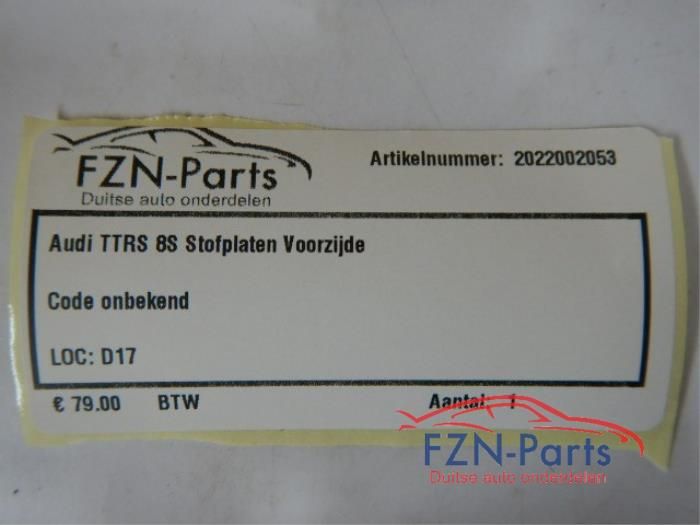 FZN-Parts
Duitse auto onderdelen
Artikelnummer: 2022002053
Audi TTRS 8S Stofplaten Voorzijde
Code onbekend
LOC: D17
€ 79.00 BTW Aantal: 1
FZN-Parts
Duitse auto onderdelen